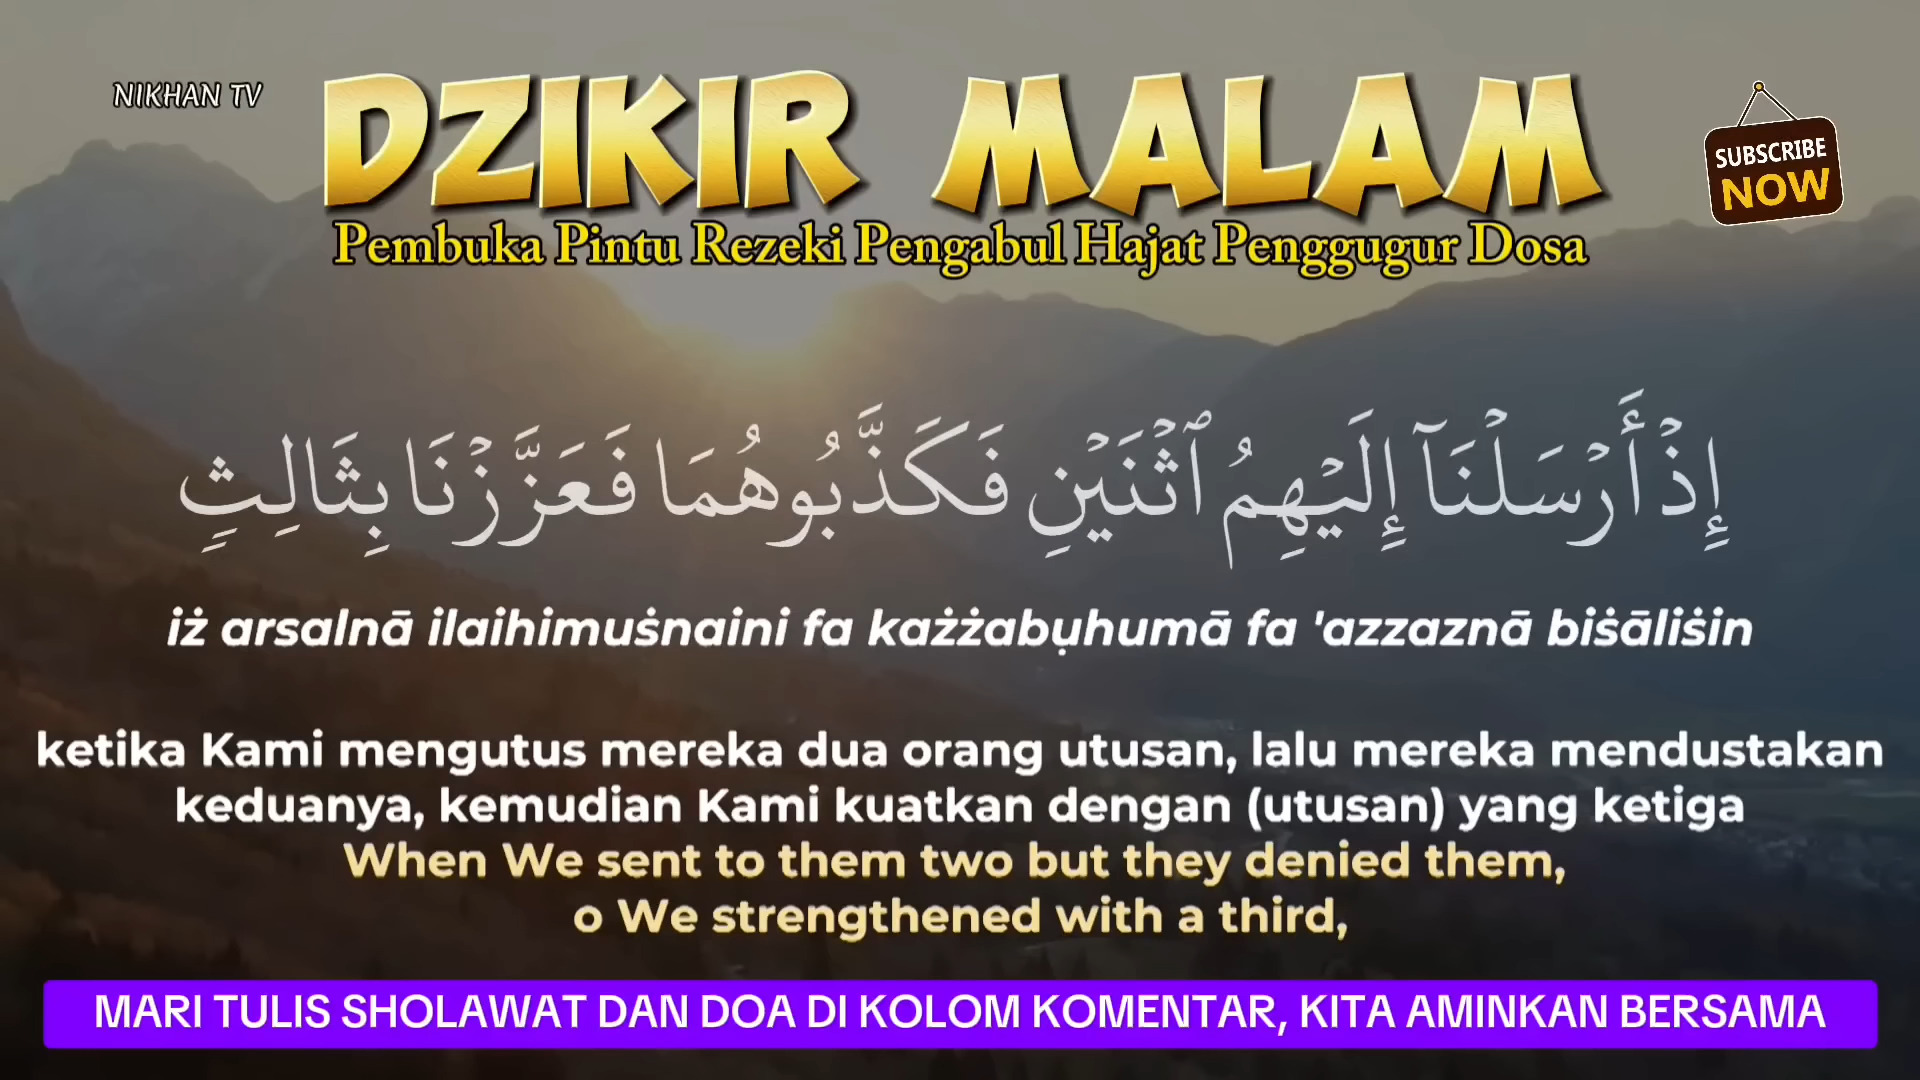 NIKHAN TV
DZIKIR MALAM
SUBSCRIBE
NOW
Pembuka Pintu Rezeki Pengabul Hajat Penggugur Dosa
إِذْ أَرْسَلْنَآ إِلَيْهِمُ ٱثْنَيْنِ فَكَذَّبُوهُمَا فَعَزَّزْنَا بِثَالِثٍ
iż arsalnā ilaihimuṡnaini fa każżabụhumā fa 'azzaznā biṡāliṡin
ketika Kami mengutus mereka dua orang utusan, lalu mereka mendustakan
keduanya, kemudian Kami kuatkan dengan (utusan) yang ketiga
When We sent to them two but they denied them,
o We strengthened with a third,
MARI TULIS SHOLAWAT DAN DOA DI KOLOM KOMENTAR, KITA AMINKAN BERSAMA